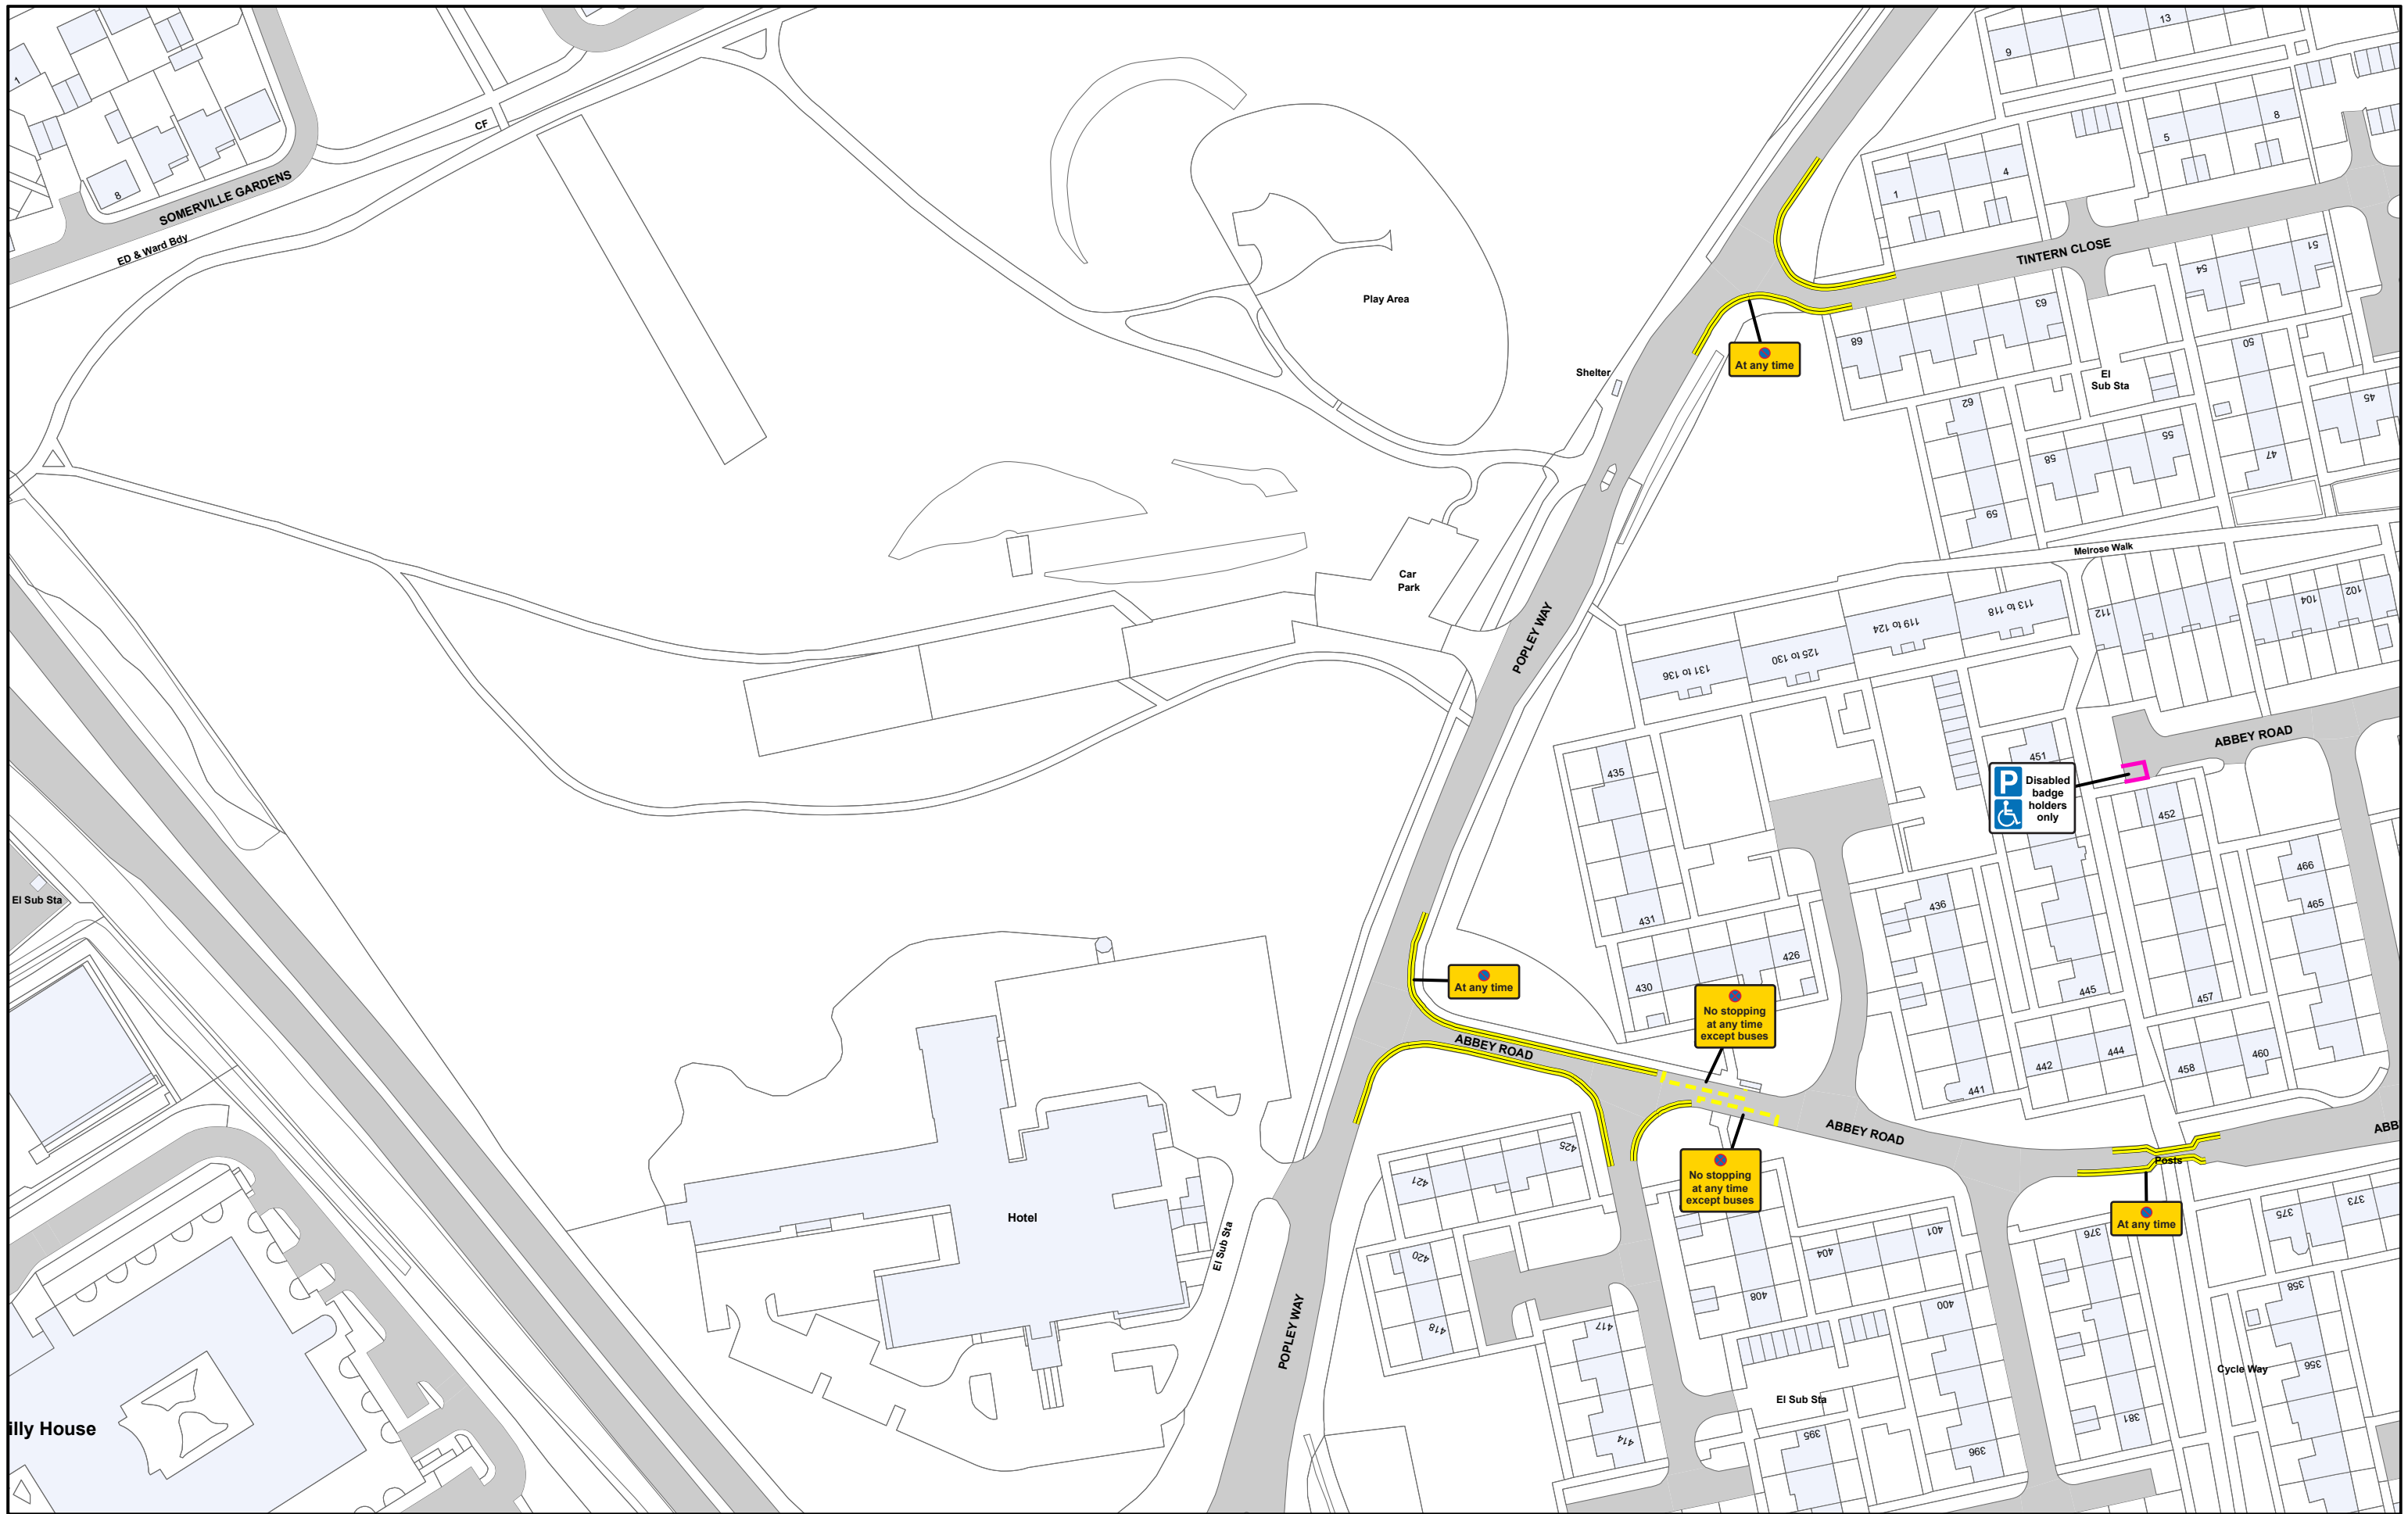 13
9
1
CF
8
5
4
8
1
SOMERVILLE GARDENS
ED & Ward Bdy
TINTERN CLOSE
51
54
Play Area
63
68
At any time
Shelter
50
El
Sub Sta
45
62
55
58
47
59
Melrose Walk
Car
Park
POPLEY WAY
113 to 118
119 to 124
125 to 130
131 to 136
112
104
102
ABBEY ROAD
451
435
P Disabled
badge
holders
only
452
466
465
El Sub Sta
436
431
426
430
445
457
At any time
No stopping
at any time
except buses
ABBEY ROAD
444
442
458
460
441
ABBEY ROAD
ABB
Posts
425
421
No stopping
at any time
except buses
At any time
Hotel
El Sub Sta
420
418
404
401
376
375
373
408
400
358
417
POPLEY WAY
Cycle Way
356
El Sub Sta
414
395
396
381
illy House